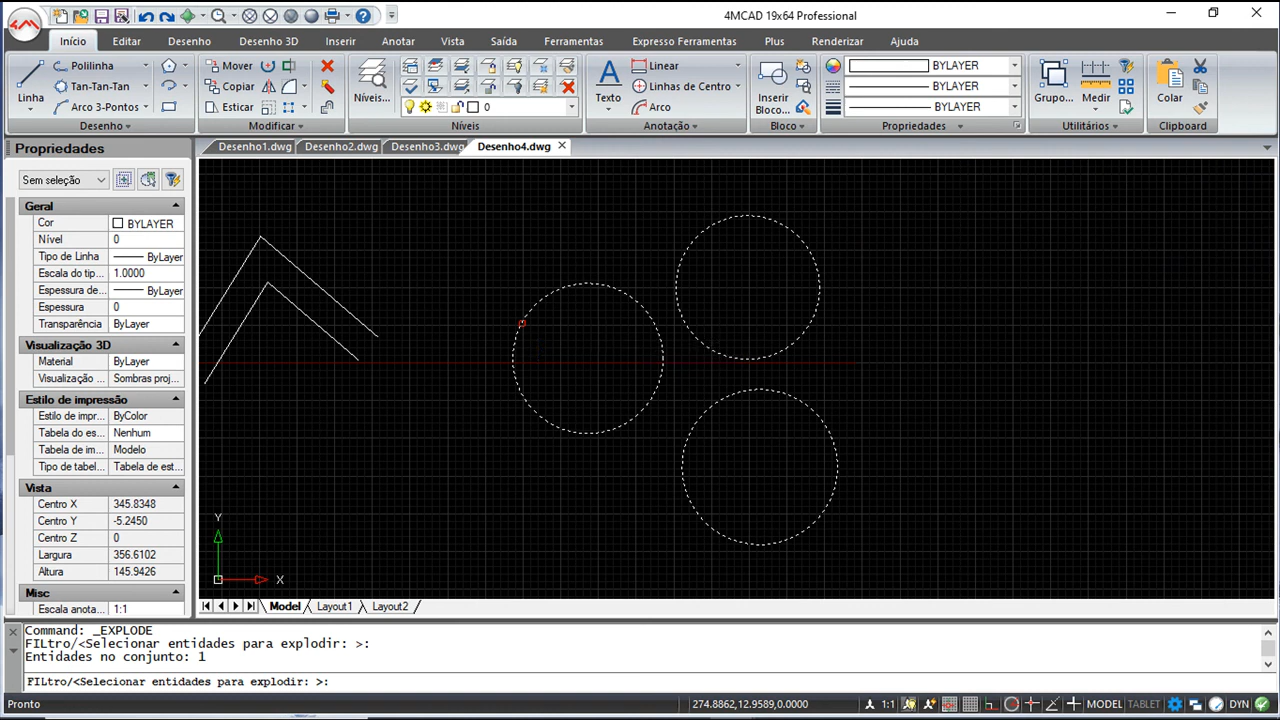 4MCAD 19x64 Professional
Início Editar Desenho Desenho 3D Inserir Anotar Vista Saída Ferramentas Expresso Ferramentas Plus Renderizar Ajuda
Linha
Polilinha
Tan-Tan-Tan
Arco 3-Pontos
Desenho
Mover
Copiar
Esticar
Modificar
Níveis...
0
Níveis
Texto
Linear
Linhas de Centro
Arco
Anotação
Inserir Bloco...
Bloco
BYLAYER
BYLAYER
BYLAYER
Propriedades
Grupo...
Medir
Utilitários
Colar
Clipboard
Desenho1.dwg Desenho2.dwg Desenho3.dwg Desenho4.dwg
Propriedades
Sem seleção
Geral
Cor BYLAYER
Nível 0
Tipo de Linha ByLayer
Escala do tip... 1.0000
Espessura de... ByLayer
Espessura 0
Transparência ByLayer
Visualização 3D
Material ByLayer
Visualização ... Sombras proj...
Estilo de impressão
Estilo de impr... ByColor
Tabela do es... Nenhum
Tabela de im... Modelo
Tipo de tabel... Tabela de est...
Vista
Centro X 345.8348
Centro Y -5.2450
Centro Z 0
Largura 356.6102
Altura 145.9426
Misc
Escala anota... 1:1
Y
X
Model Layout1 Layout2
Command: _EXPLODE
FILtro/<Selecionar entidades para explodir: >:
Entidades no conjunto: 1
FILtro/<Selecionar entidades para explodir: >:
Pronto 274.8862,12.9589,0.0000 1:1 MODEL TABLET DYN